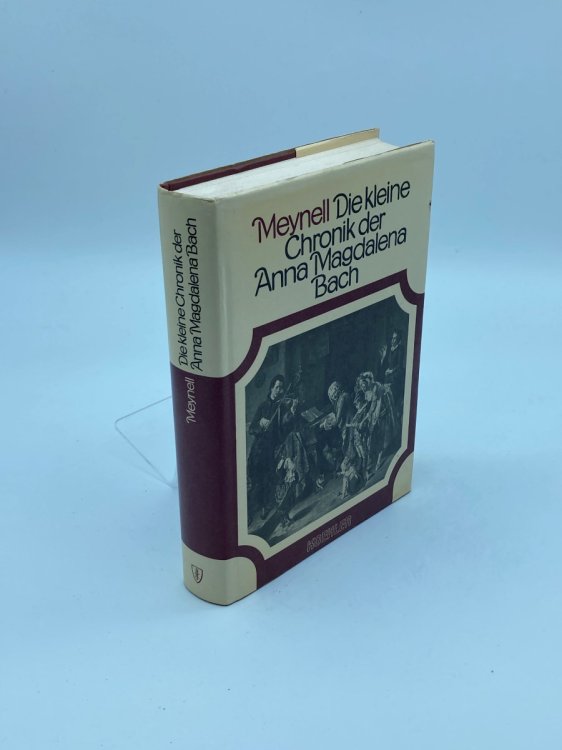 Meynell Die kleine
Chronik der
Anna Magdalena
Bach
Meynell Die kleine Chronik der
Anna Magdalena Bach